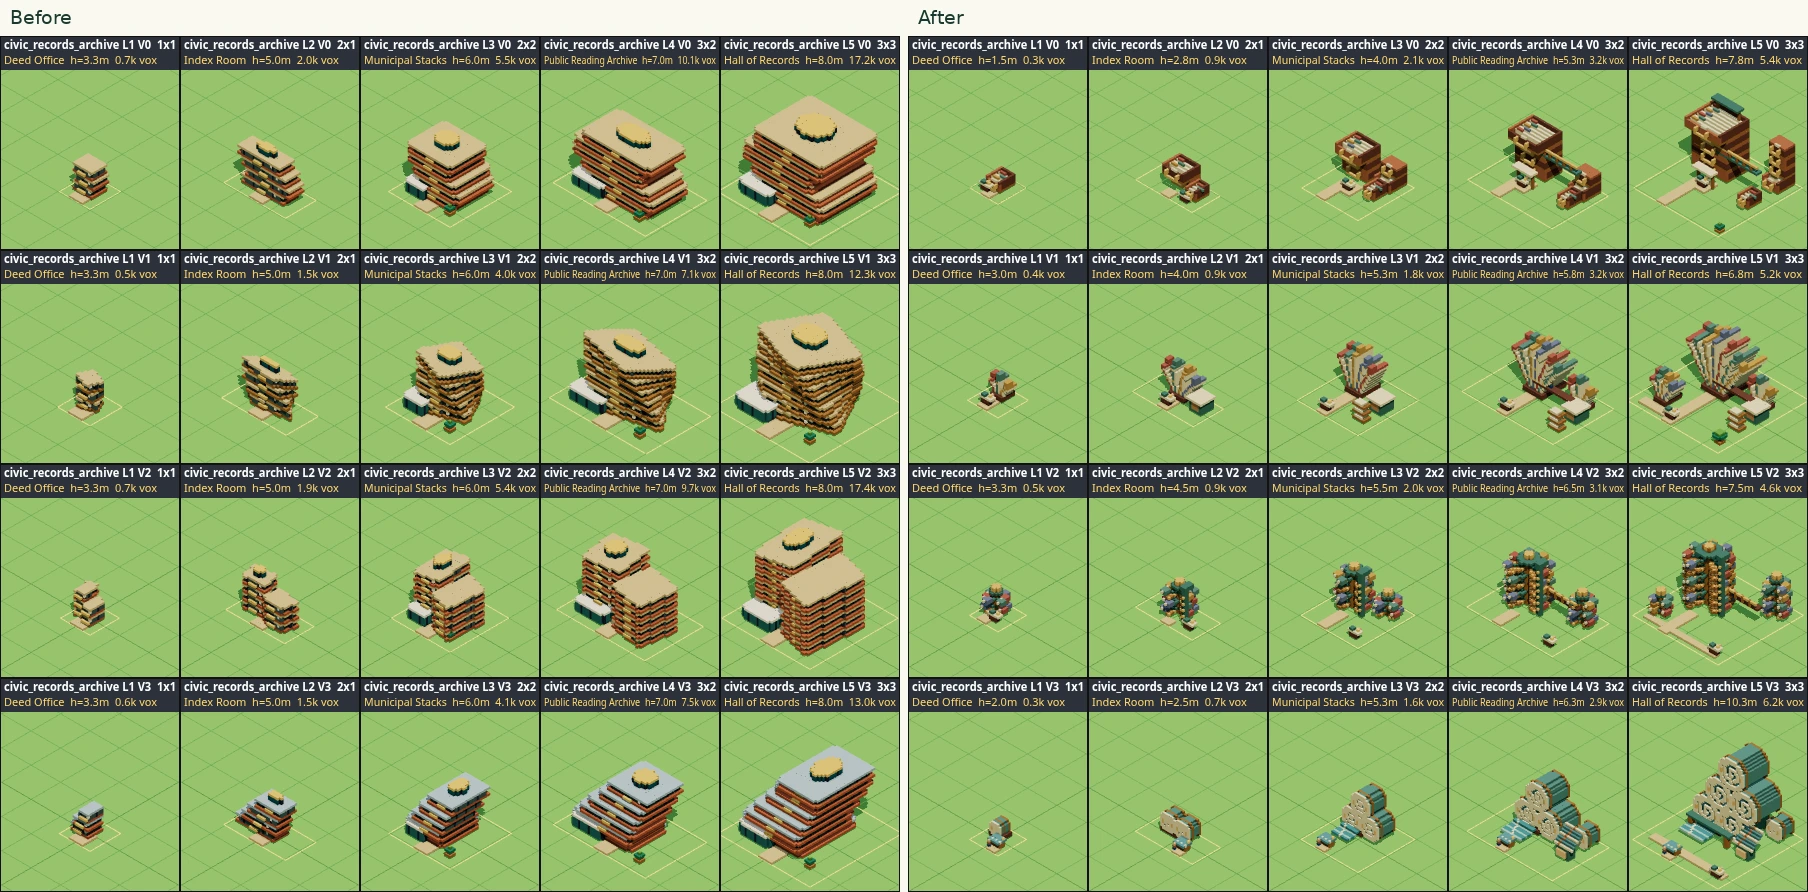 Before
After
civic_records_archive L1 V0 1x1
Deed Office h=3.3m 0.7k vox
civic_records_archive L2 V0 2x1
Index Room h=5.0m 2.0k vox
civic_records_archive L3 V0 2x2
Municipal Stacks h=6.0m 5.5k vox
civic_records_archive L4 V0 3x2
Public Reading Archive h=7.0m 10.1k vox
civic_records_archive L5 V0 3x3
Hall of Records h=8.0m 17.2k vox
civic_records_archive L1 V0 1x1
Deed Office h=1.5m 0.3k vox
civic_records_archive L2 V0 2x1
Index Room h=2.8m 0.9k vox
civic_records_archive L3 V0 2x2
Municipal Stacks h=4.0m 2.1k vox
civic_records_archive L4 V0 3x2
Public Reading Archive h=5.3m 3.2k vox
civic_records_archive L5 V0 3x3
Hall of Records h=7.8m 5.4k vox
civic_records_archive L1 V1 1x1
Deed Office h=3.3m 0.5k vox
civic_records_archive L2 V1 2x1
Index Room h=5.0m 1.5k vox
civic_records_archive L3 V1 2x2
Municipal Stacks h=6.0m 4.0k vox
civic_records_archive L4 V1 3x2
Public Reading Archive h=7.0m 7.1k vox
civic_records_archive L5 V1 3x3
Hall of Records h=8.0m 12.3k vox
civic_records_archive L1 V1 1x1
Deed Office h=3.0m 0.4k vox
civic_records_archive L2 V1 2x1
Index Room h=4.0m 0.9k vox
civic_records_archive L3 V1 2x2
Municipal Stacks h=5.3m 1.8k vox
civic_records_archive L4 V1 3x2
Public Reading Archive h=5.8m 3.2k vox
civic_records_archive L5 V1 3x3
Hall of Records h=6.8m 5.2k vox
civic_records_archive L1 V2 1x1
Deed Office h=3.3m 0.7k vox
civic_records_archive L2 V2 2x1
Index Room h=5.0m 1.9k vox
civic_records_archive L3 V2 2x2
Municipal Stacks h=6.0m 5.4k vox
civic_records_archive L4 V2 3x2
Public Reading Archive h=7.0m 9.7k vox
civic_records_archive L5 V2 3x3
Hall of Records h=8.0m 17.4k vox
civic_records_archive L1 V2 1x1
Deed Office h=3.3m 0.5k vox
civic_records_archive L2 V2 2x1
Index Room h=4.5m 0.9k vox
civic_records_archive L3 V2 2x2
Municipal Stacks h=5.5m 2.0k vox
civic_records_archive L4 V2 3x2
Public Reading Archive h=6.5m 3.1k vox
civic_records_archive L5 V2 3x3
Hall of Records h=7.5m 4.6k vox
civic_records_archive L1 V3 1x1
Deed Office h=3.3m 0.6k vox
civic_records_archive L2 V3 2x1
Index Room h=5.0m 1.5k vox
civic_records_archive L3 V3 2x2
Municipal Stacks h=6.0m 4.1k vox
civic_records_archive L4 V3 3x2
Public Reading Archive h=7.0m 7.5k vox
civic_records_archive L5 V3 3x3
Hall of Records h=8.0m 13.0k vox
civic_records_archive L1 V3 1x1
Deed Office h=2.0m 0.3k vox
civic_records_archive L2 V3 2x1
Index Room h=2.5m 0.7k vox
civic_records_archive L3 V3 2x2
Municipal Stacks h=5.3m 1.6k vox
civic_records_archive L4 V3 3x2
Public Reading Archive h=6.3m 2.9k vox
civic_records_archive L5 V3 3x3
Hall of Records h=10.3m 6.2k vox